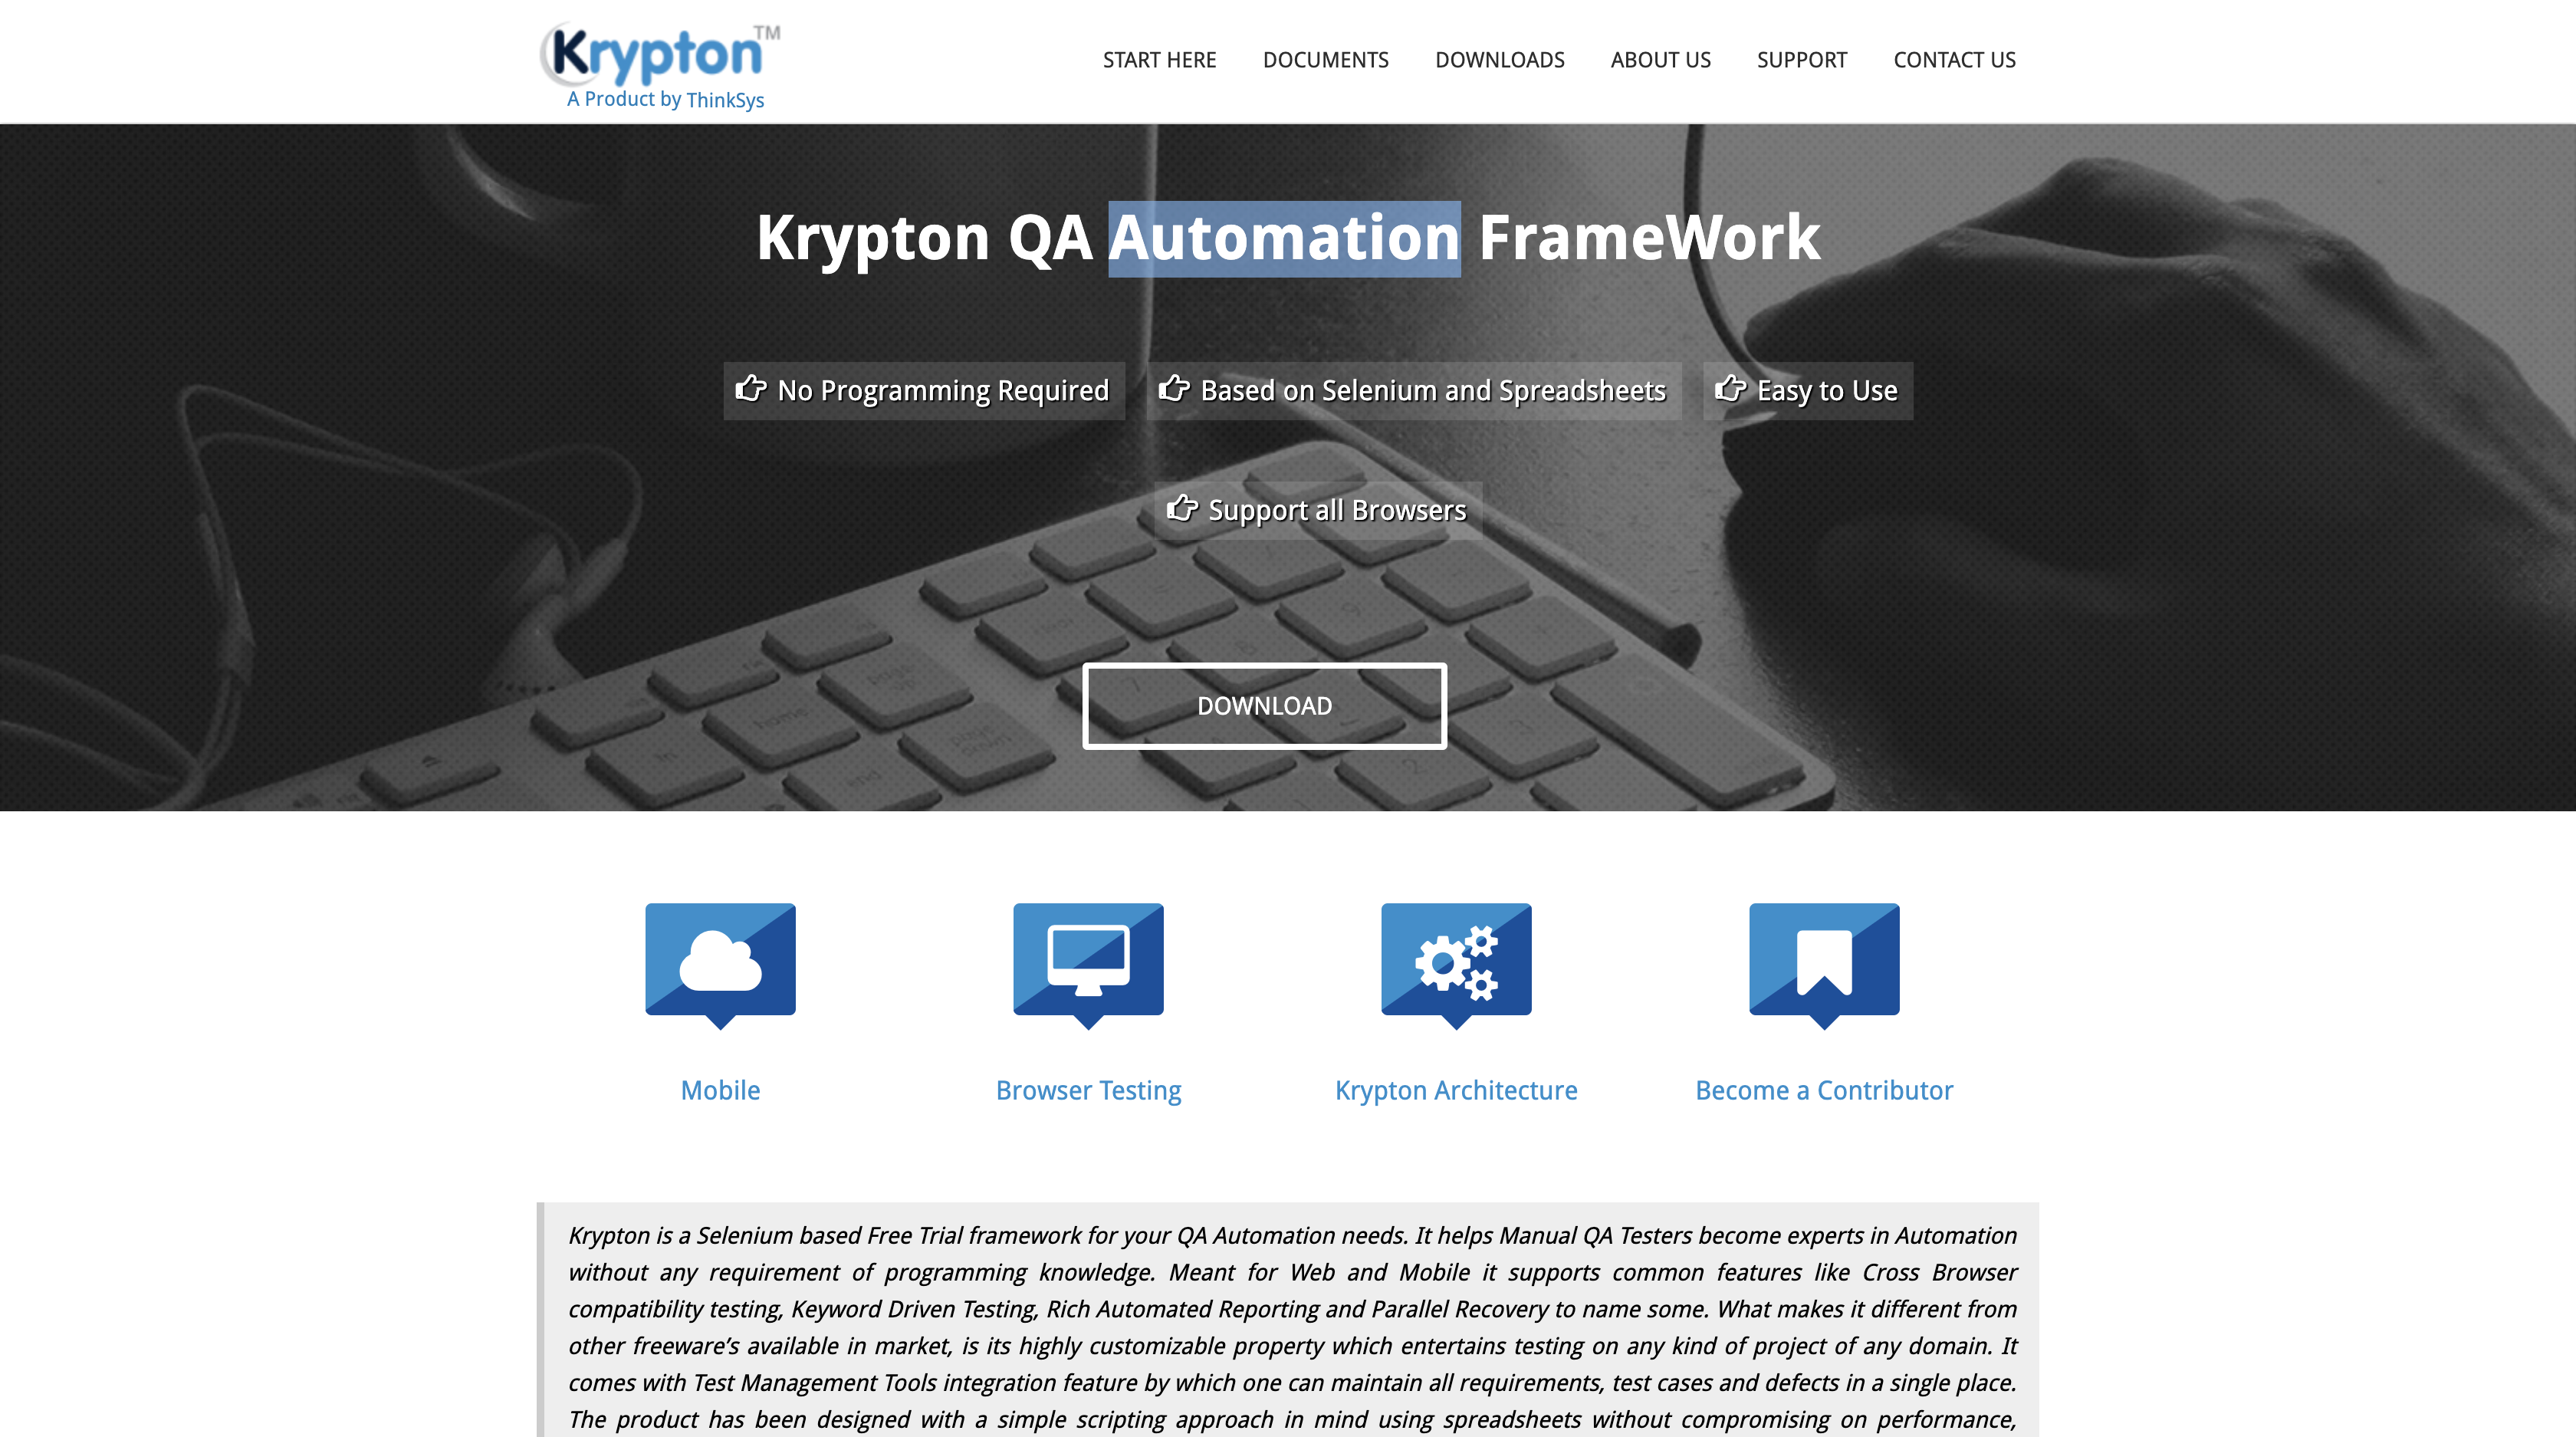 Krypton™
A Product by ThinkSys
START HERE DOCUMENTS DOWNLOADS ABOUT US SUPPORT CONTACT US
Krypton QA Automation FrameWork
No Programming Required Based on Selenium and Spreadsheets Easy to Use
Support all Browsers
DOWNLOAD
Mobile Browser Testing Krypton Architecture Become a Contributor
Krypton is a Selenium based Free Trial framework for your QA Automation needs. It helps Manual QA Testers become experts in Automation
without any requirement of programming knowledge. Meant for Web and Mobile it supports common features like Cross Browser
compatibility testing, Keyword Driven Testing, Rich Automated Reporting and Parallel Recovery to name some. What makes it different from
other freeware’s available in market, is its highly customizable property which entertains testing on any kind of project of any domain. It
comes with Test Management Tools integration feature by which one can maintain all requirements, test cases and defects in a single place.
The product has been designed with a simple scripting approach in mind using spreadsheets without compromising on performance,